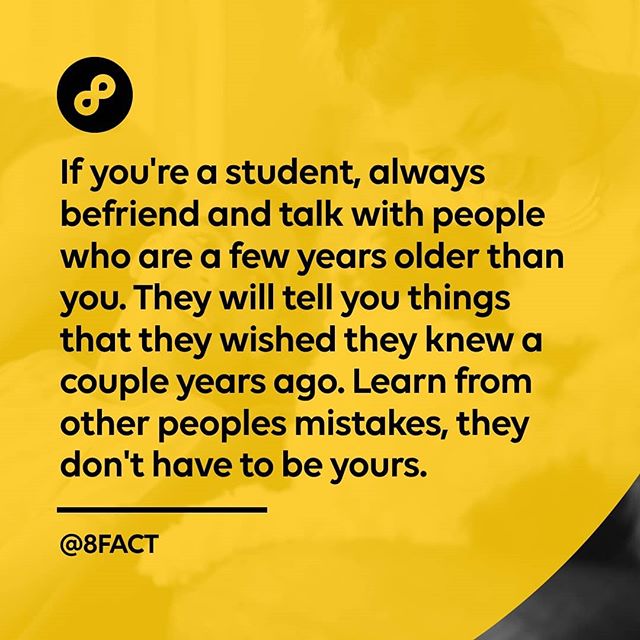 If you're a student, always
befriend and talk with people
who are a few years older than
you. They will tell you things
that they wished they knew a
couple years ago. Learn from
other peoples mistakes, they
don't have to be yours.
@8FACT